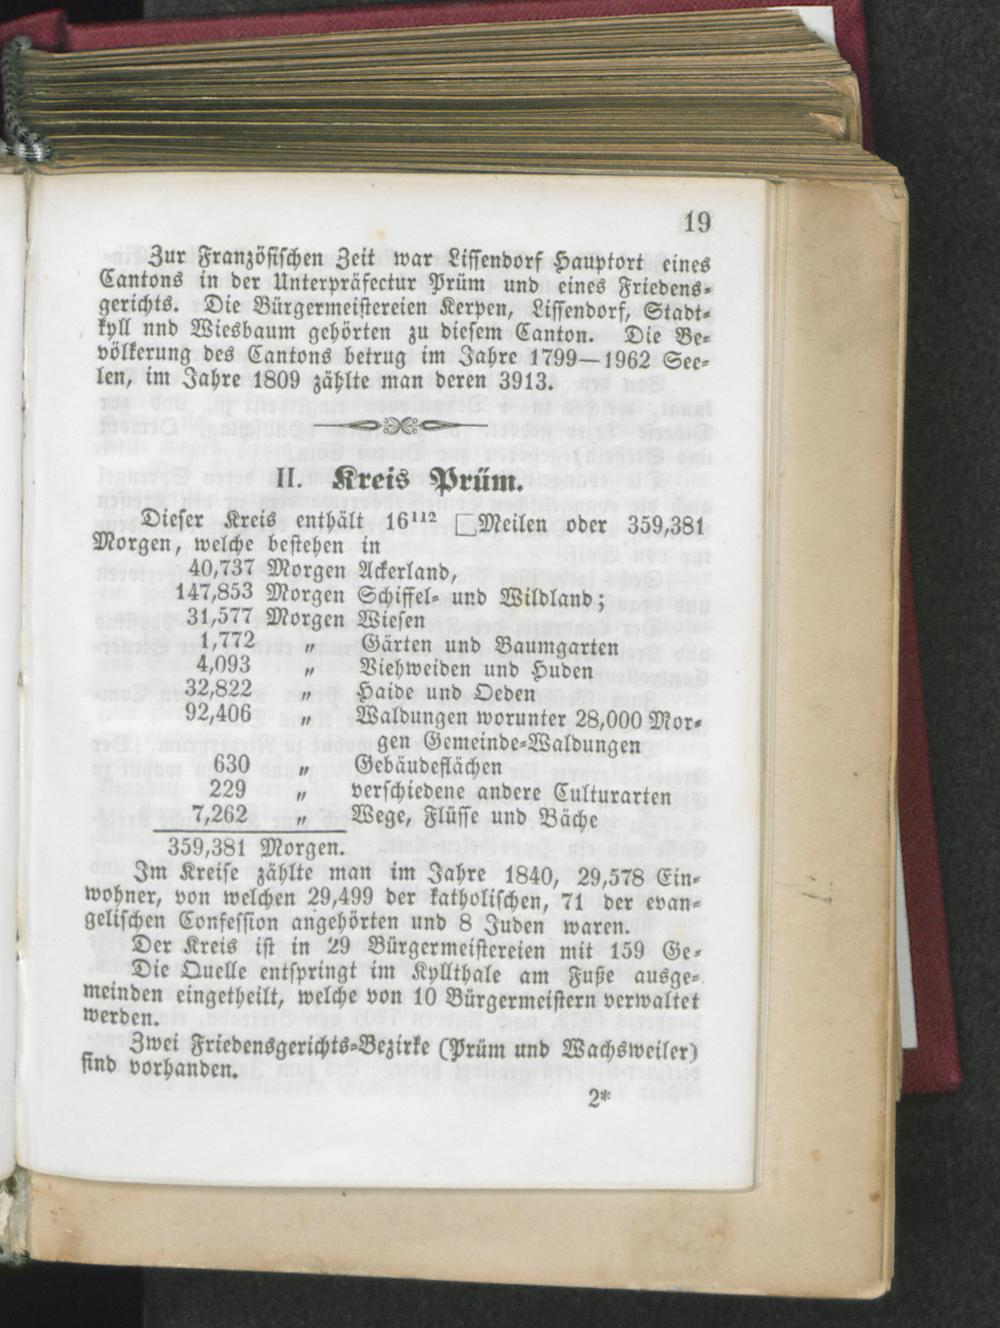 19
Zur Französischen Zeit war Lissendorf Hauptort eines
Cantons in der Unterpräfectur Prüm und eines Friedens-
gerichts. Die Bürgermeistereien Kerpen, Lissendorf, Stadt-
kyll nnd Wiesbaum gehörten zu diesem Canton. Die Be-
völkerung des Cantons betrug im Jahre 1799—1962 See-
len, im Jahre 1809 zählte man deren 3913.
II. Kreis Prüm.
Dieser Kreis enthält 16¹¹² □Meilen oder 359,381
Morgen, welche bestehen in
40,737 Morgen Ackerland,
147,853 Morgen Schiffel- und Wildland;
31,577 Morgen Wiesen
1,772 „ Gärten und Baumgarten
4,093 „ Viehweiden und Huden
32,822 „ Haide und Oeden
92,406 „ Waldungen worunter 28,000 Mor-
gen Gemeinde-Waldungen
630 „ Gebäudeflächen
229 „ verschiedene andere Culturarten
7,262 „ Wege, Flüsse und Bäche
359,381 Morgen.
Im Kreise zählte man im Jahre 1840, 29,578 Ein-
wohner, von welchen 29,499 der katholischen, 71 der evan-
gelischen Confession angehörten und 8 Juden waren.
Der Kreis ist in 29 Bürgermeistereien mit 159 Ge-
Die Quelle entspringt im Kyllthale am Fuße ausge-
meinden eingetheilt, welche von 10 Bürgermeistern verwaltet
werden.
Zwei Friedensgerichts-Bezirke (Prüm und Wachsweiler)
sind vorhanden.
2*